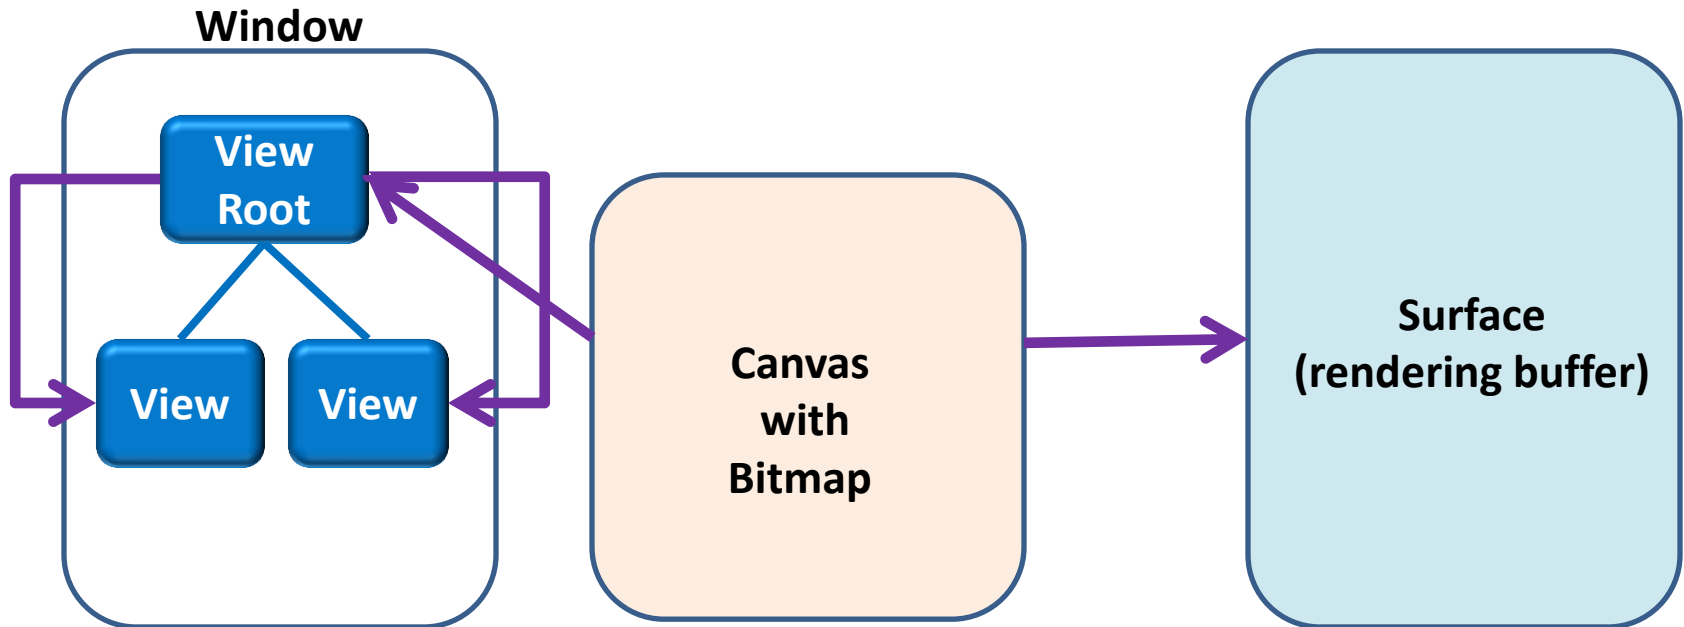 Window
View
Root
View
View
Canvas
with
Bitmap
Surface
(rendering buffer)